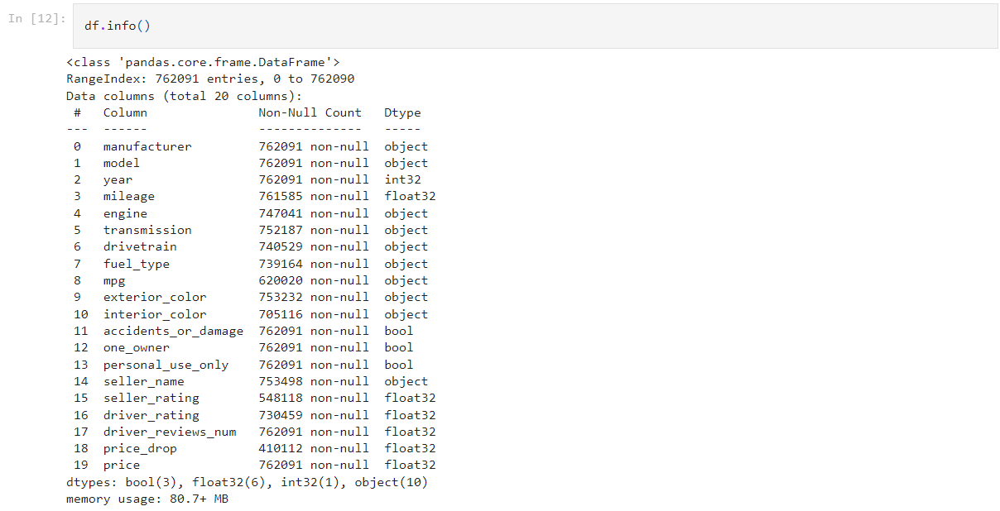 In [12]:
df.info()
<class 'pandas.core.frame.DataFrame'>
RangeIndex: 762091 entries, 0 to 762090
Data columns (total 20 columns):
 #   Column               Non-Null Count   Dtype
---  ------               --------------   -----
 0   manufacturer         762091 non-null  object
 1   model                762091 non-null  object
 2   year                 762091 non-null  int32
 3   mileage              761585 non-null  float32
 4   engine               747041 non-null  object
 5   transmission         752187 non-null  object
 6   drivetrain           740529 non-null  object
 7   fuel_type            739164 non-null  object
 8   mpg                  620020 non-null  object
 9   exterior_color       753232 non-null  object
 10  interior_color       705116 non-null  object
 11  accidents_or_damage  762091 non-null  bool
 12  one_owner            762091 non-null  bool
 13  personal_use_only    762091 non-null  bool
 14  seller_name          753498 non-null  object
 15  seller_rating        548118 non-null  float32
 16  driver_rating        730459 non-null  float32
 17  driver_reviews_num   762091 non-null  float32
 18  price_drop           410112 non-null  float32
 19  price                762091 non-null  float32
dtypes: bool(3), float32(6), int32(1), object(10)
memory usage: 80.7+ MB